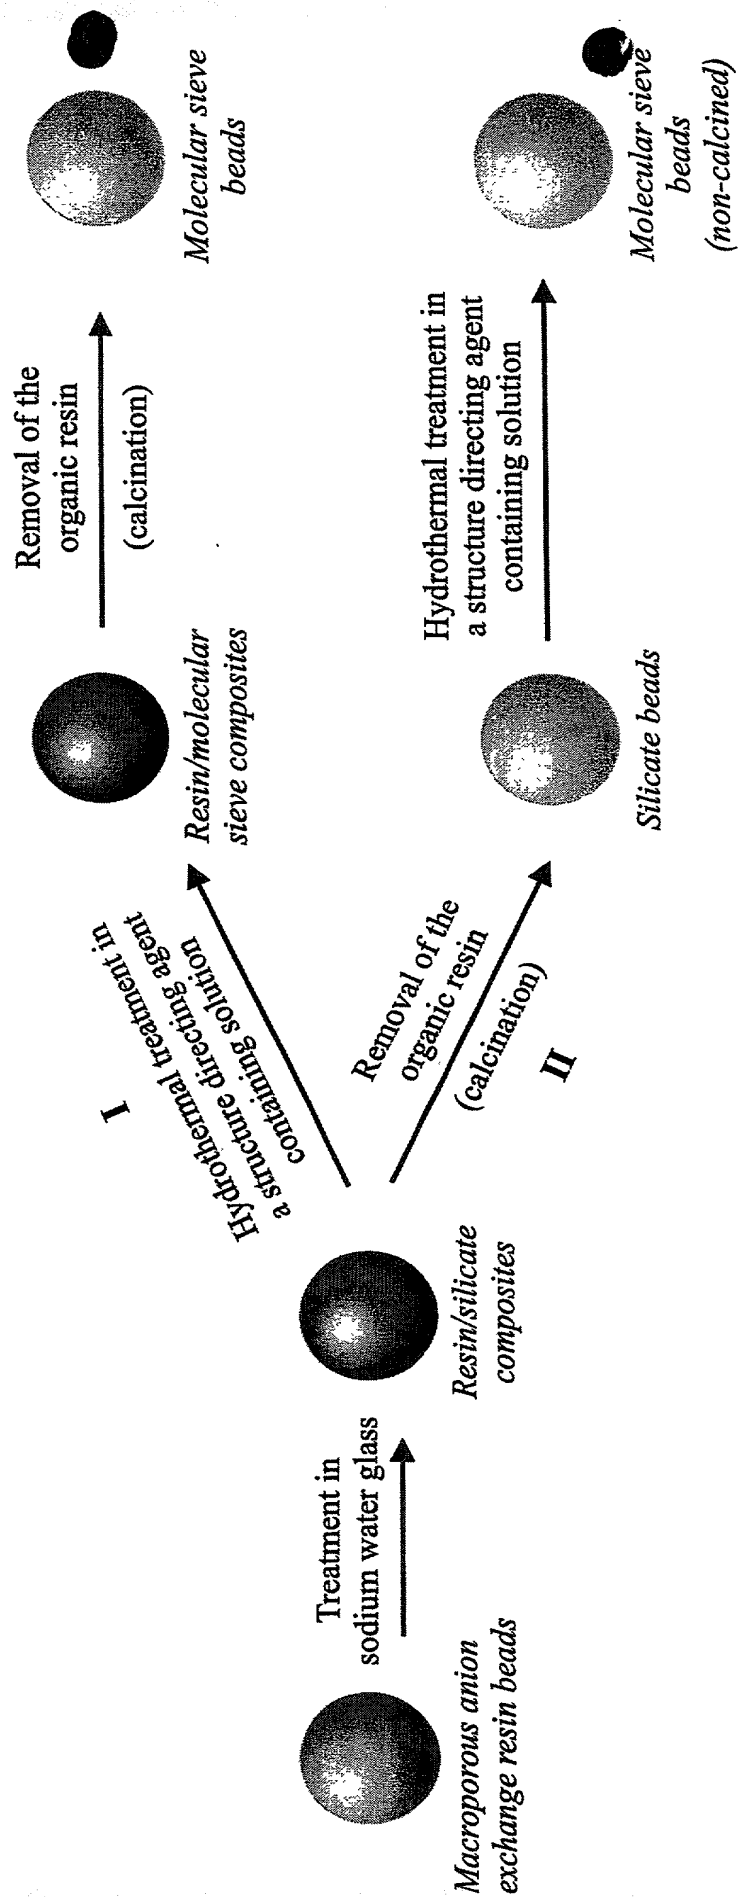 Macroporous anion
exchange resin beads
Treatment in
sodium water glass
Resin/silicate
composites
I
Hydrothermal treatment in
a structure directing agent
containing solution
Resin/molecular
sieve composites
Removal of the
organic resin
(calcination)
Molecular sieve
beads
Removal of the
organic resin
(calcination)
II
Silicate beads
Hydrothermal treatment in
a structure directing agent
containing solution
Molecular sieve
beads
(non-calcined)